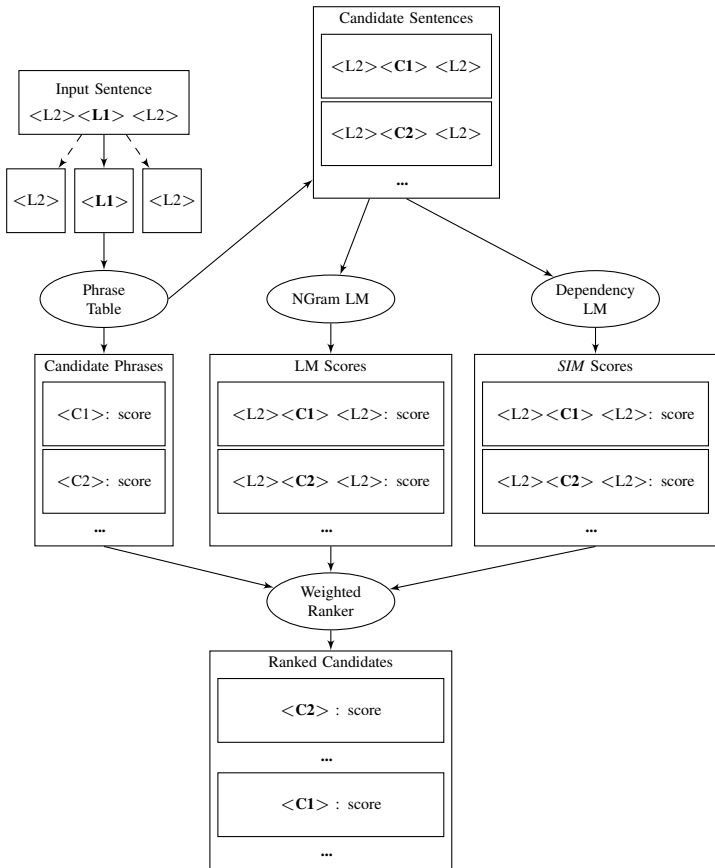 Candidate Sentences
<L2><C1> <L2>
<L2><C2> <L2>
...
Input Sentence
<L2><L1> <L2>
<L2>
<L1>
<L2>
Phrase
Table
NGram LM
Dependency
LM
Candidate Phrases
<C1>: score
<C2>: score
...
LM Scores
<L2><C1> <L2>: score
<L2><C2> <L2>: score
...
SIM Scores
<L2><C1> <L2>: score
<L2><C2> <L2>: score
...
Weighted
Ranker
Ranked Candidates
<C2> : score
...
<C1> : score
...